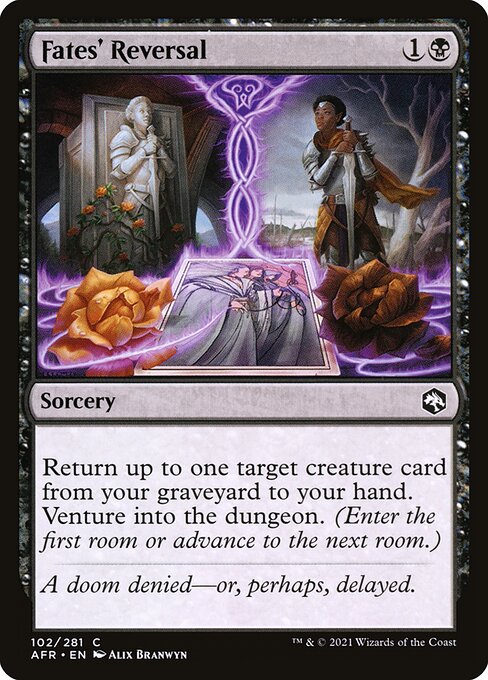 Fates' Reversal 1
Sorcery
Return up to one target creature card
from your graveyard to your hand.
Venture into the dungeon. (Enter the
first room or advance to the next room.)
A doom denied—or, perhaps, delayed.
102/281 C
™ & © 2021 Wizards of the Coast
AFR • EN Alix Branwyn